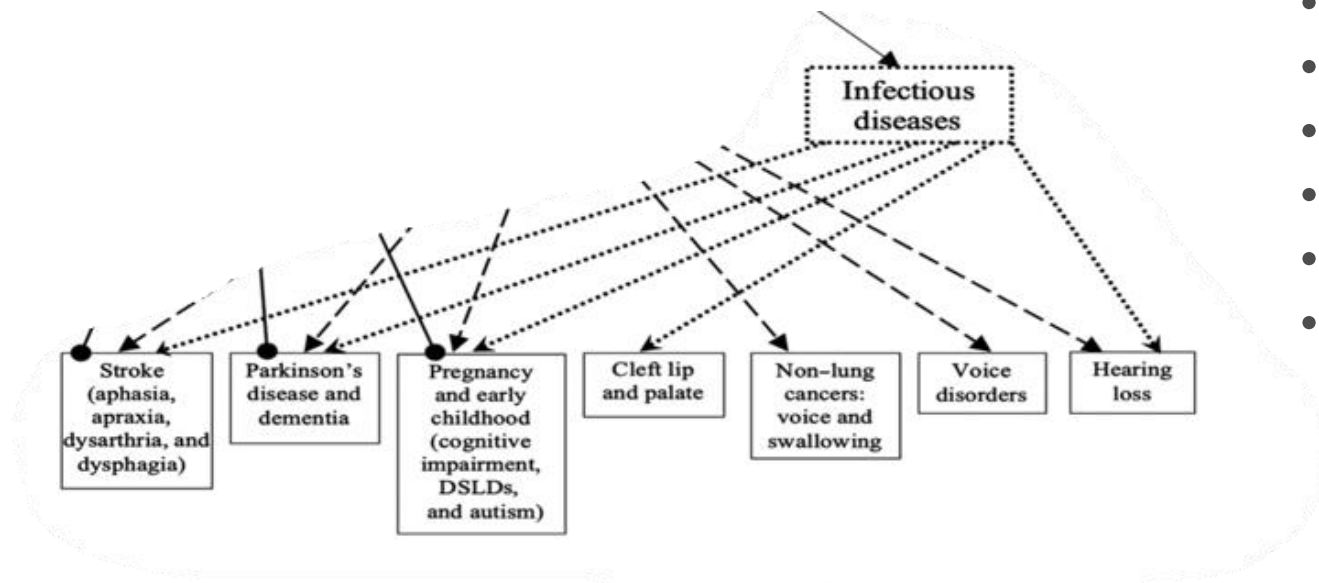 Infectious
diseases
Stroke
(aphasia,
apraxia,
dysarthria, and
dysphagia)
Parkinson's
disease and
dementia
Pregnancy
and early
childhood
(cognitive
impairment,
DSLDs,
and autism)
Cleft lip
and palate
Non–lung
cancers:
voice and
swallowing
Voice
disorders
Hearing
loss